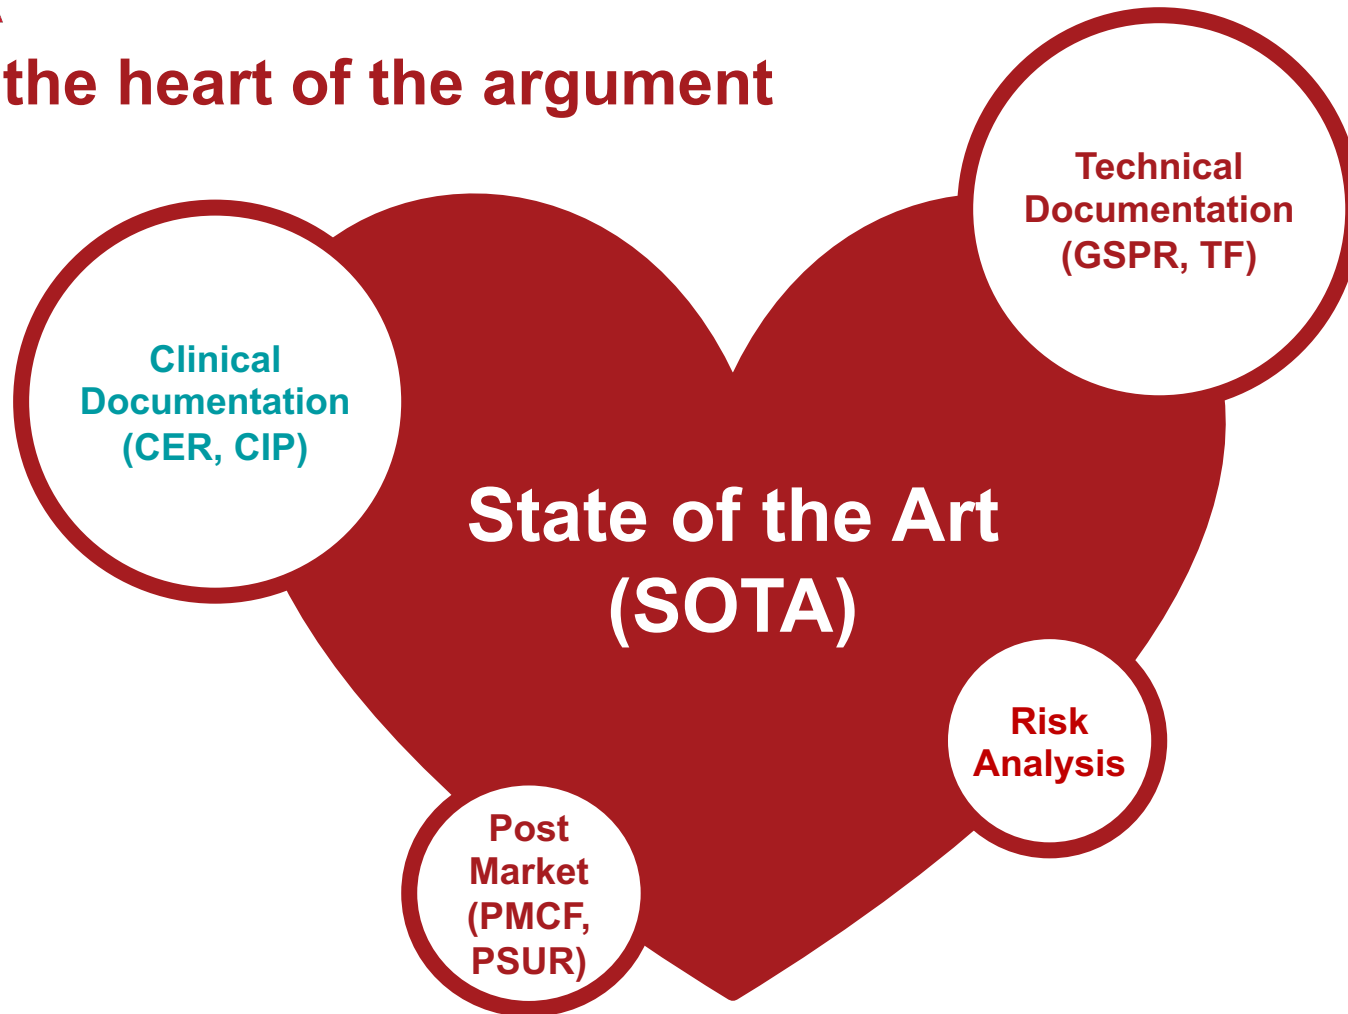 the heart of the argument
Technical
Documentation
(GSPR, TF)
Clinical
Documentation
(CER, CIP)
State of the Art
(SOTA)
Risk
Analysis
Post
Market
(PMCF,
PSUR)